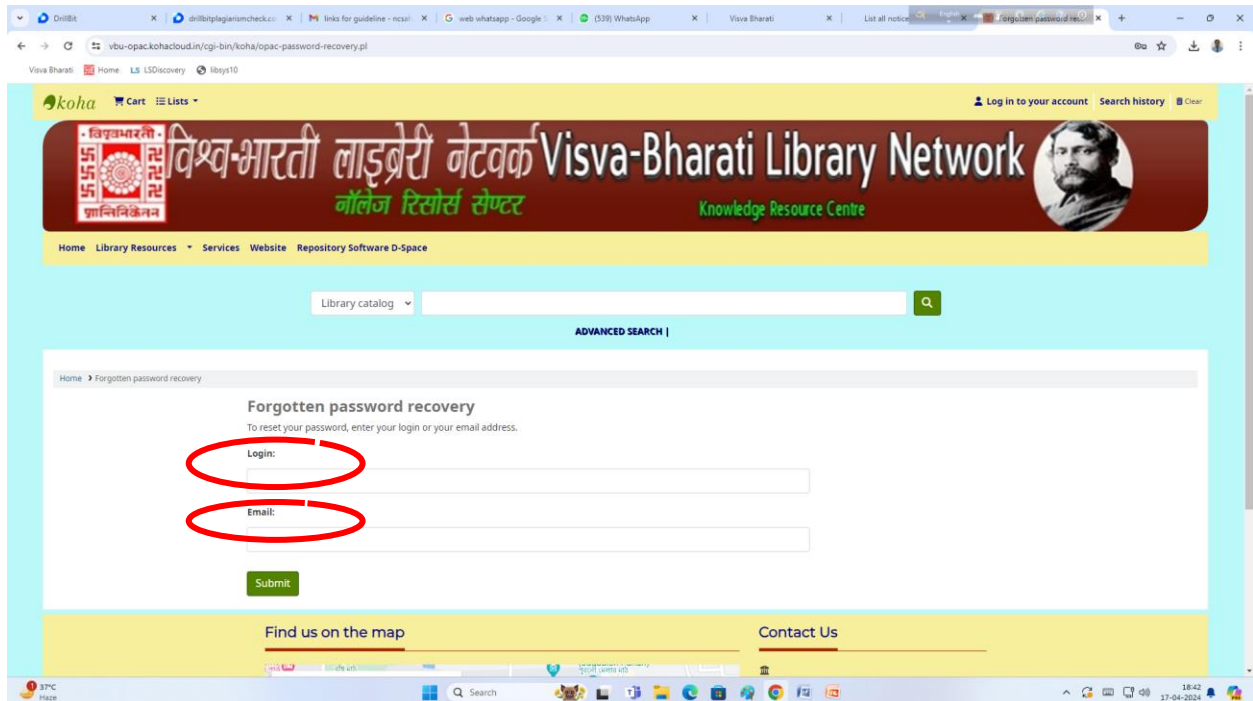 DrillBit
drillbitplagiarismcheck.co
links for guideline - ncsah
web whatsapp - Google S
(539) WhatsApp
Visva Bharati
List all notice
Forgotten password rec
vbu-opac.kohacloud.in/cgi-bin/koha/opac-password-recovery.pl
Visva Bharati Home LS LSDiscovery libsys10
koha Cart Lists Log in to your account Search history Clear
विश्वभारती
विश्व-भारती लाइब्रेरी नेटवर्क Visva-Bharati Library Network
नॉलेज रिसोर्स सेण्टर Knowledge Resource Centre
Home Library Resources Services Website Repository Software D-Space
Library catalog
ADVANCED SEARCH |
Home Forgotten password recovery
Forgotten password recovery
To reset your password, enter your login or your email address.
Login:
Email:
Submit
Find us on the map Contact Us
37°C
Haze
Search
18:42
17-04-2024